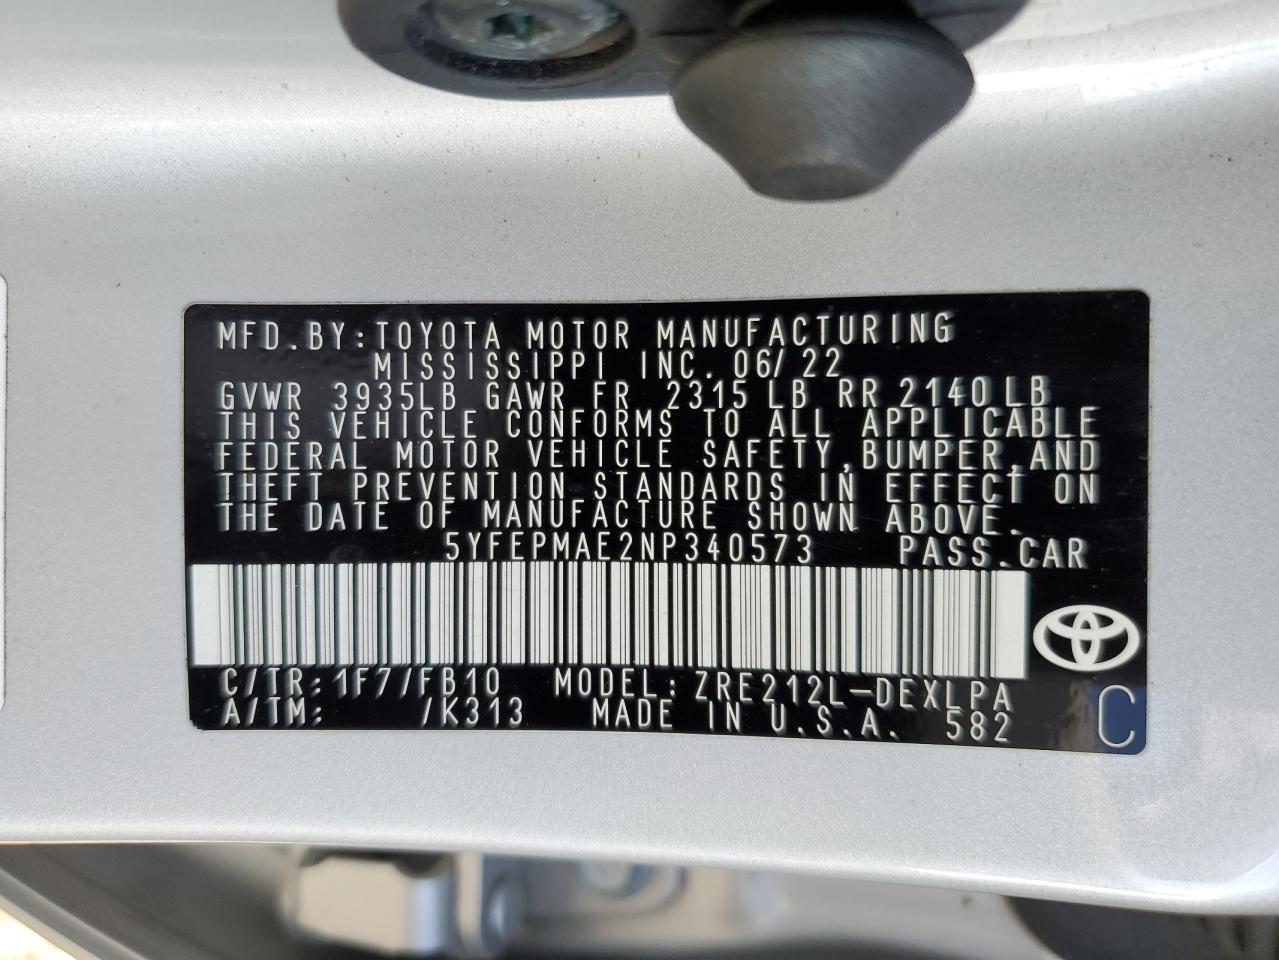 MFD.BY:TOYOTA MOTOR MANUFACTURING
MISSISSIPPI INC. 06/22
GVWR 3935LB GAWR FR 2315LB RR 2140LB
THIS VEHICLE CONFORMS TO ALL APPLICABLE
FEDERAL MOTOR VEHICLE SAFETY,BUMPER,AND
THEFT PREVENTION STANDARDS IN EFFECT ON
THE DATE OF MANUFACTURE SHOWN ABOVE.
5YFEPMAE2NP340573 PASS.CAR
C/TR:1F7/FB10 MODEL:ZRE212L-DEXLPA
A/TM: /K313 MADE IN U.S.A. 582
C